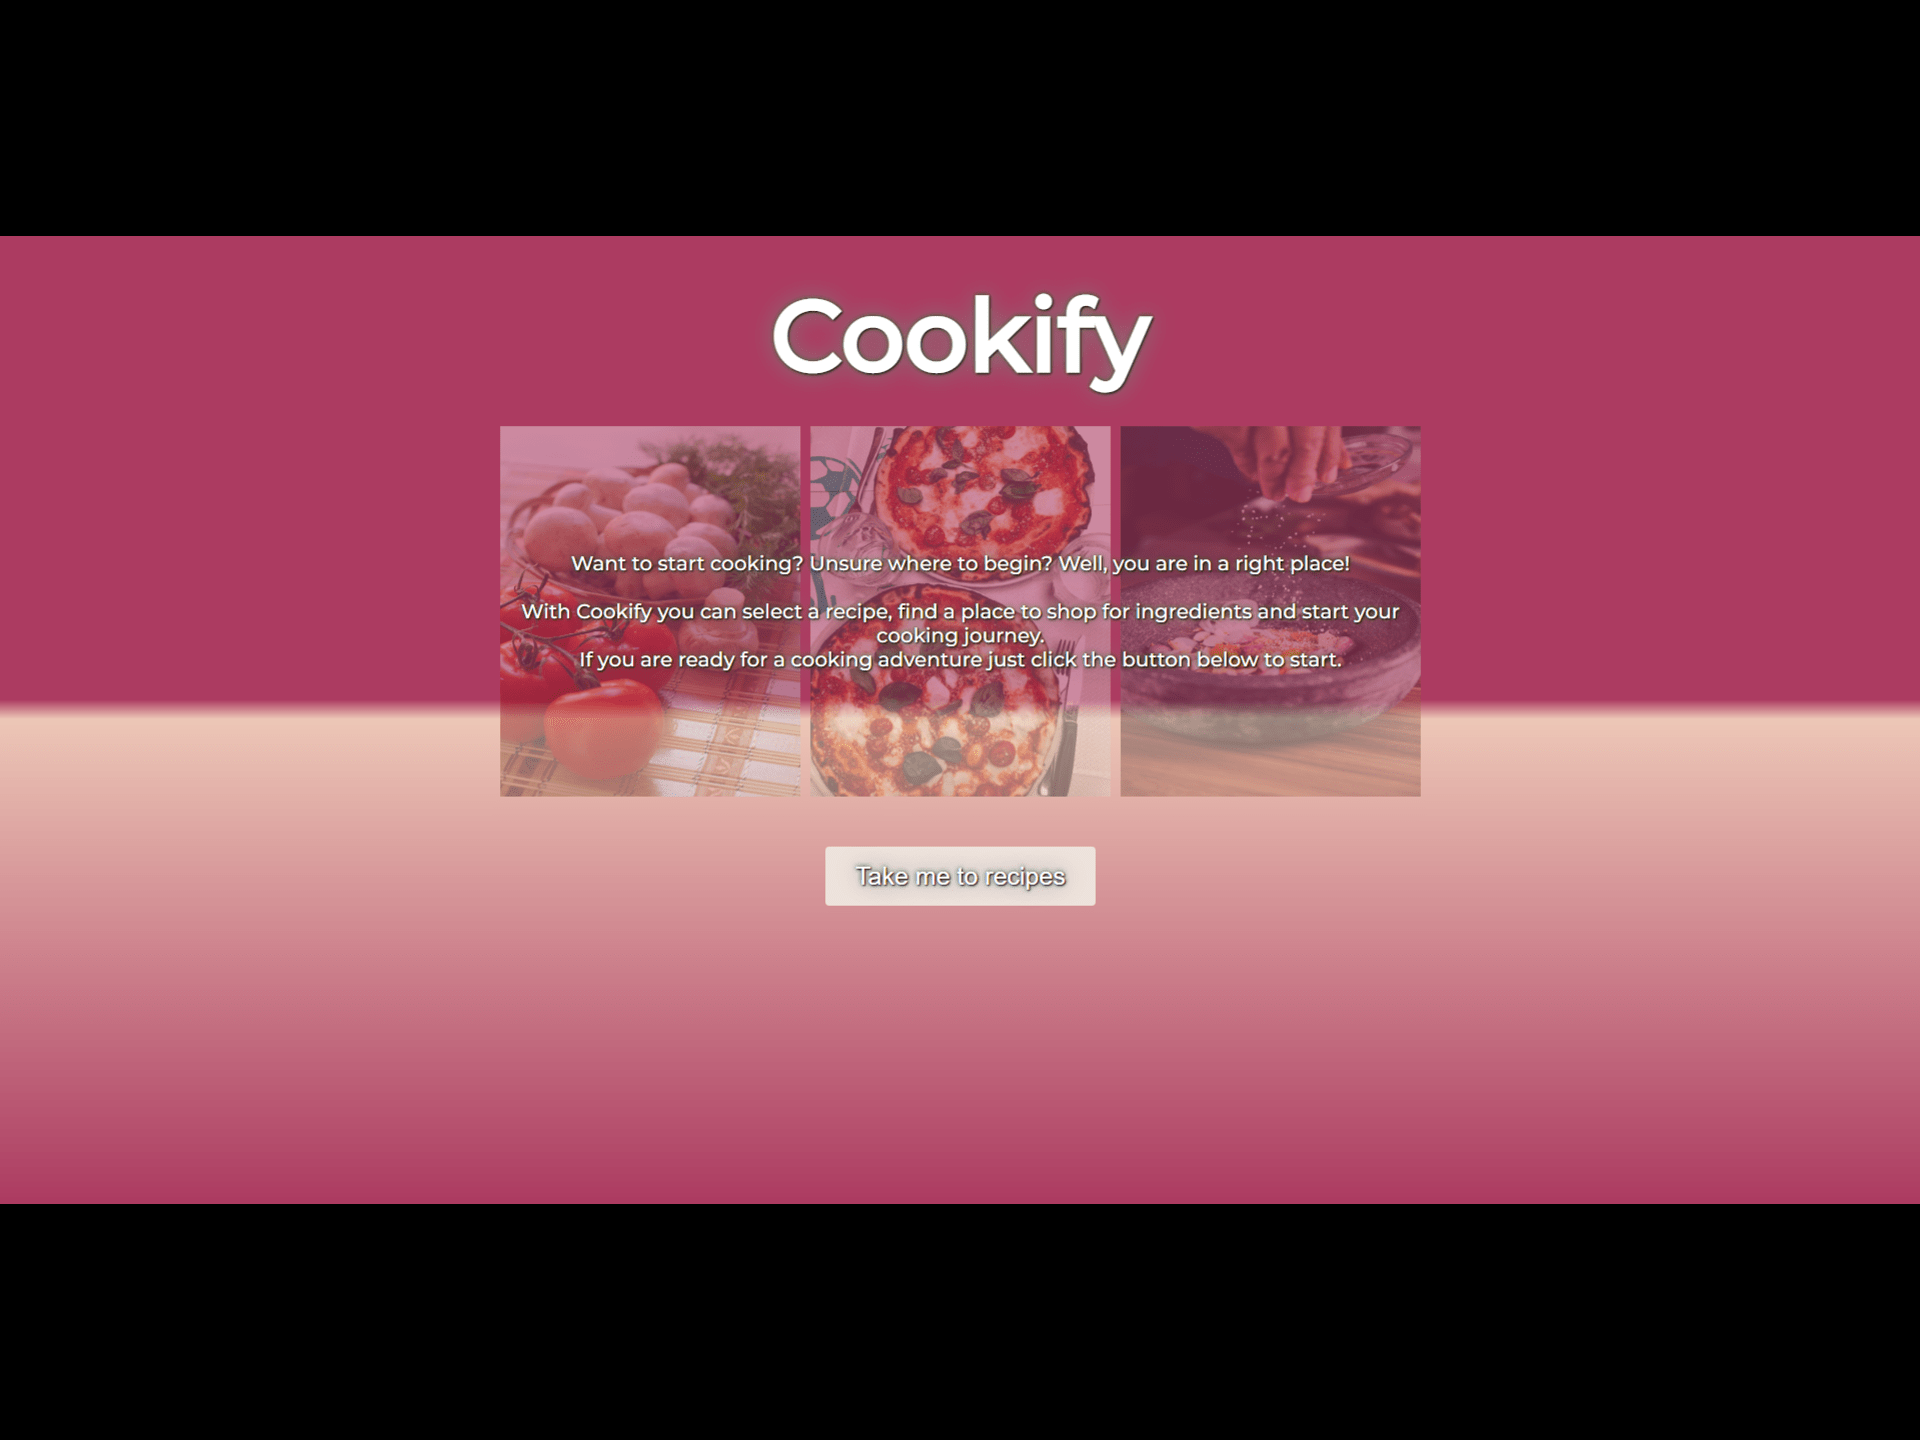 Cookify
Want to start cooking? Unsure where to begin? Well, you are in a right place!
With Cookify you can select a recipe, find a place to shop for ingredients and start your
cooking journey.
If you are ready for a cooking adventure just click the button below to start.
Take me to recipes